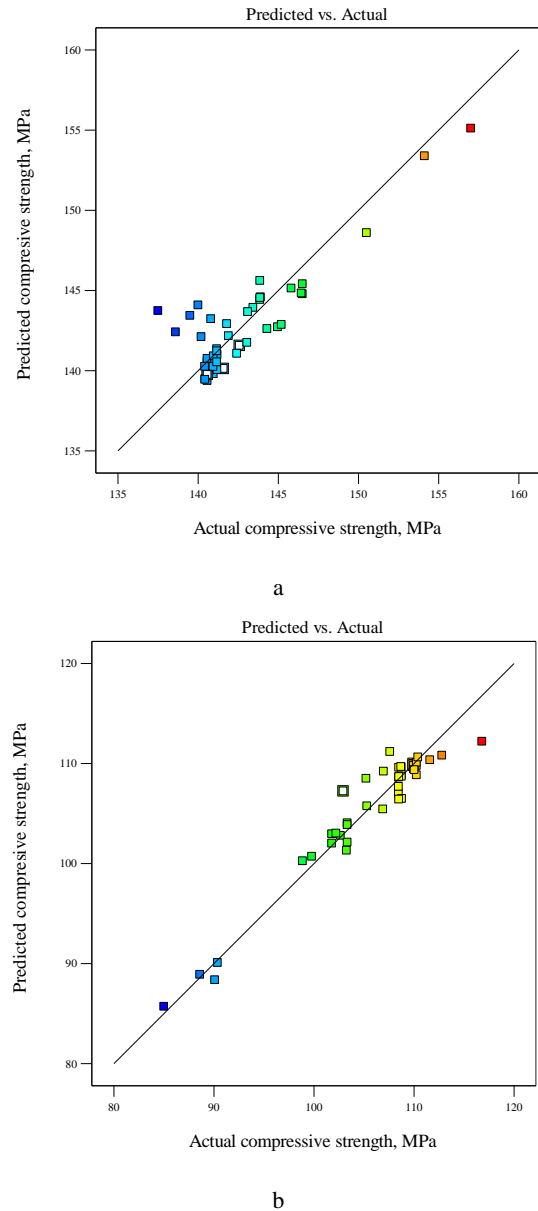 Predicted vs. Actual
160
155
150
145
140
135
Predicted compresive strength, MPa
135 140 145 150 155 160
Actual compressive strength, MPa
a
Predicted vs. Actual
120
110
100
90
80
Predicted compresive strength, MPa
80 90 100 110 120
Actual compressive strength, MPa
b